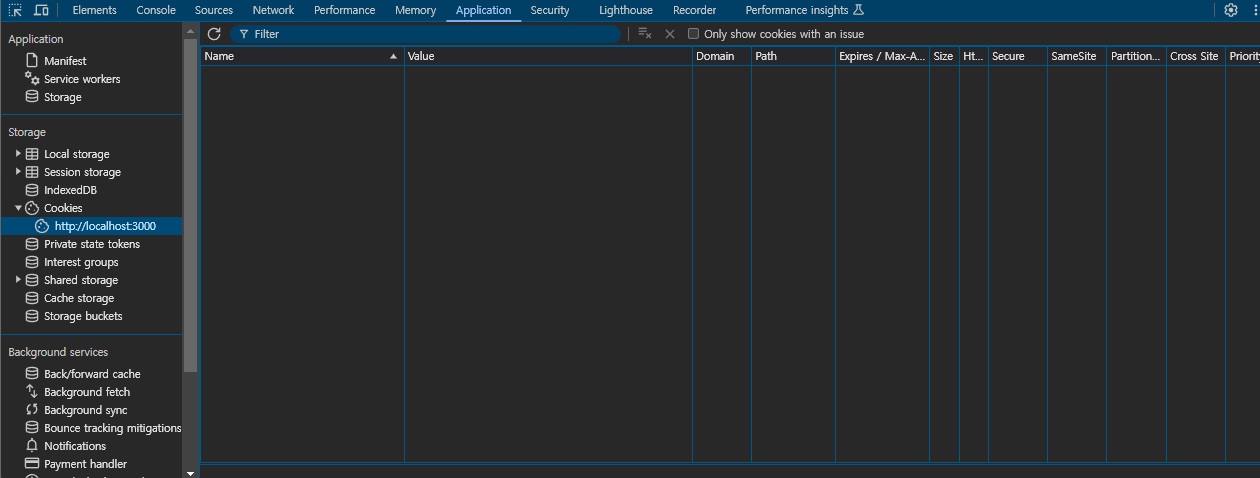 Elements Console Sources Network Performance Memory Application Security Lighthouse Recorder Performance insights
Application
Manifest
Service workers
Storage
Storage
Local storage
Session storage
IndexedDB
Cookies
http://localhost:3000
Private state tokens
Interest groups
Shared storage
Cache storage
Storage buckets
Background services
Back/forward cache
Background fetch
Background sync
Bounce tracking mitigations
Notifications
Payment handler
Filter Only show cookies with an issue
Name Value Domain Path Expires / Max-A... Size Ht... Secure SameSite Partition... Cross Site Priority